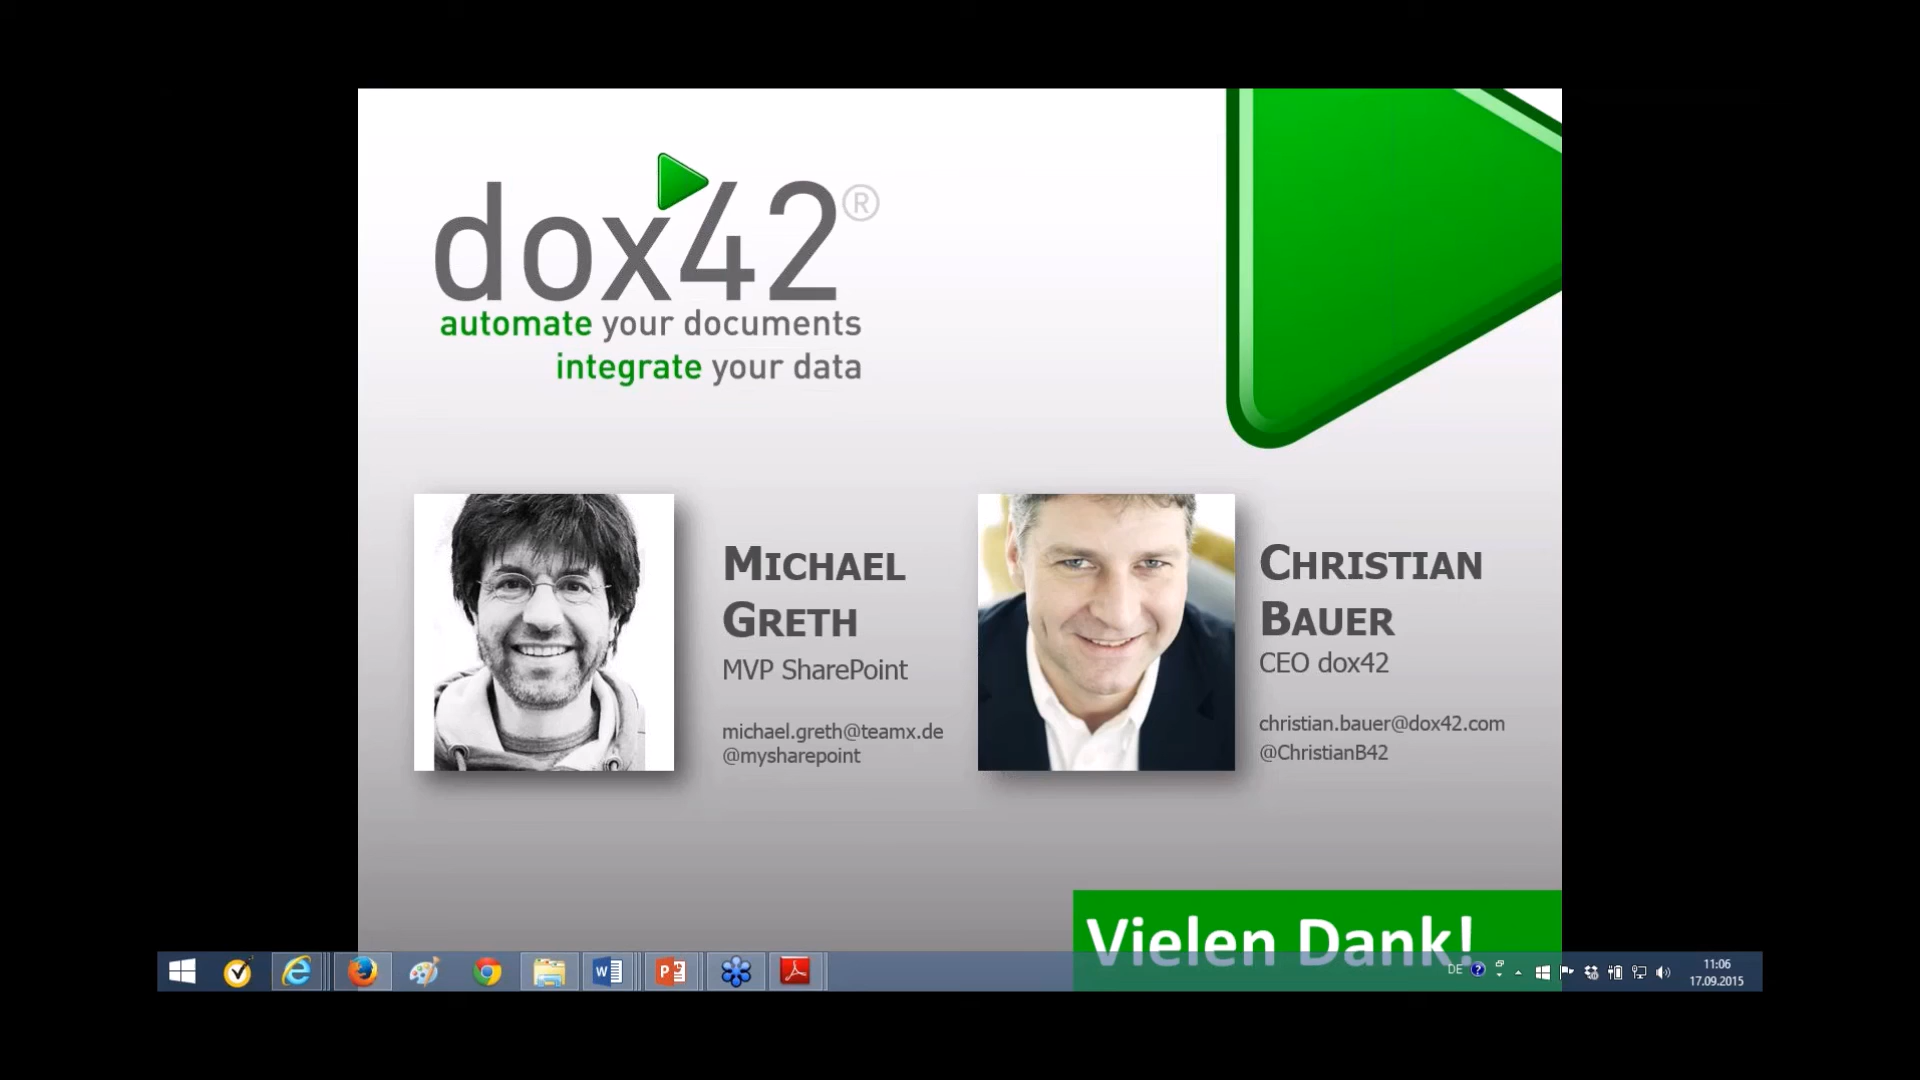 dox42®
automate your documents
integrate your data
MICHAEL
GRETH
MVP SharePoint
michael.greth@teamx.de
@mysharepoint
CHRISTIAN
BAUER
CEO dox42
christian.bauer@dox42.com
@ChristianB42
Vielen Dank!
DE
11:06
17.09.2015